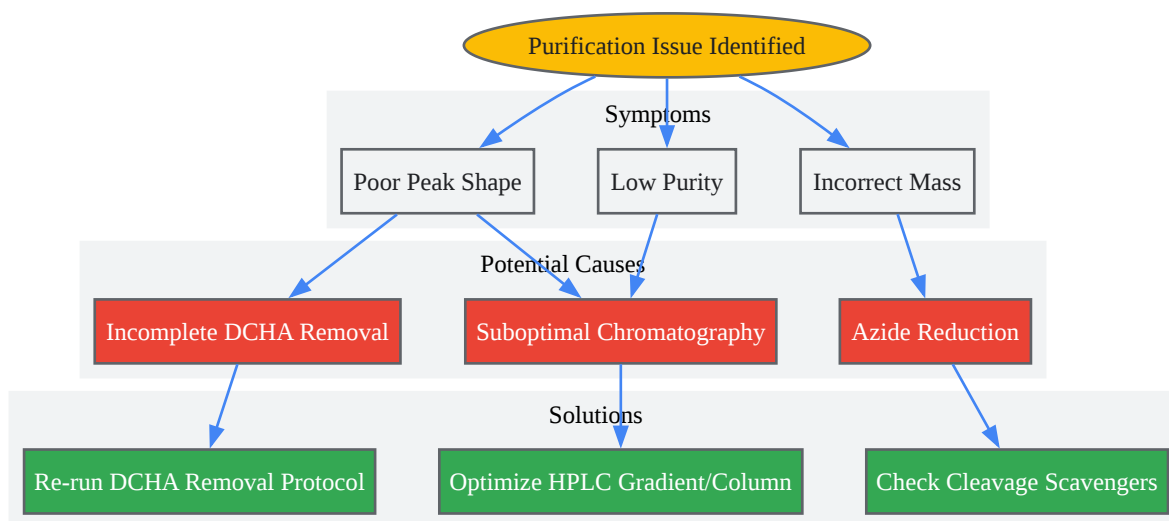 Purification Issue Identified
Symptoms
Poor Peak Shape
Low Purity
Incorrect Mass
Potential Causes
Incomplete DCHA Removal
Suboptimal Chromatography
Azide Reduction
Solutions
Re-run DCHA Removal Protocol
Optimize HPLC Gradient/Column
Check Cleavage Scavengers